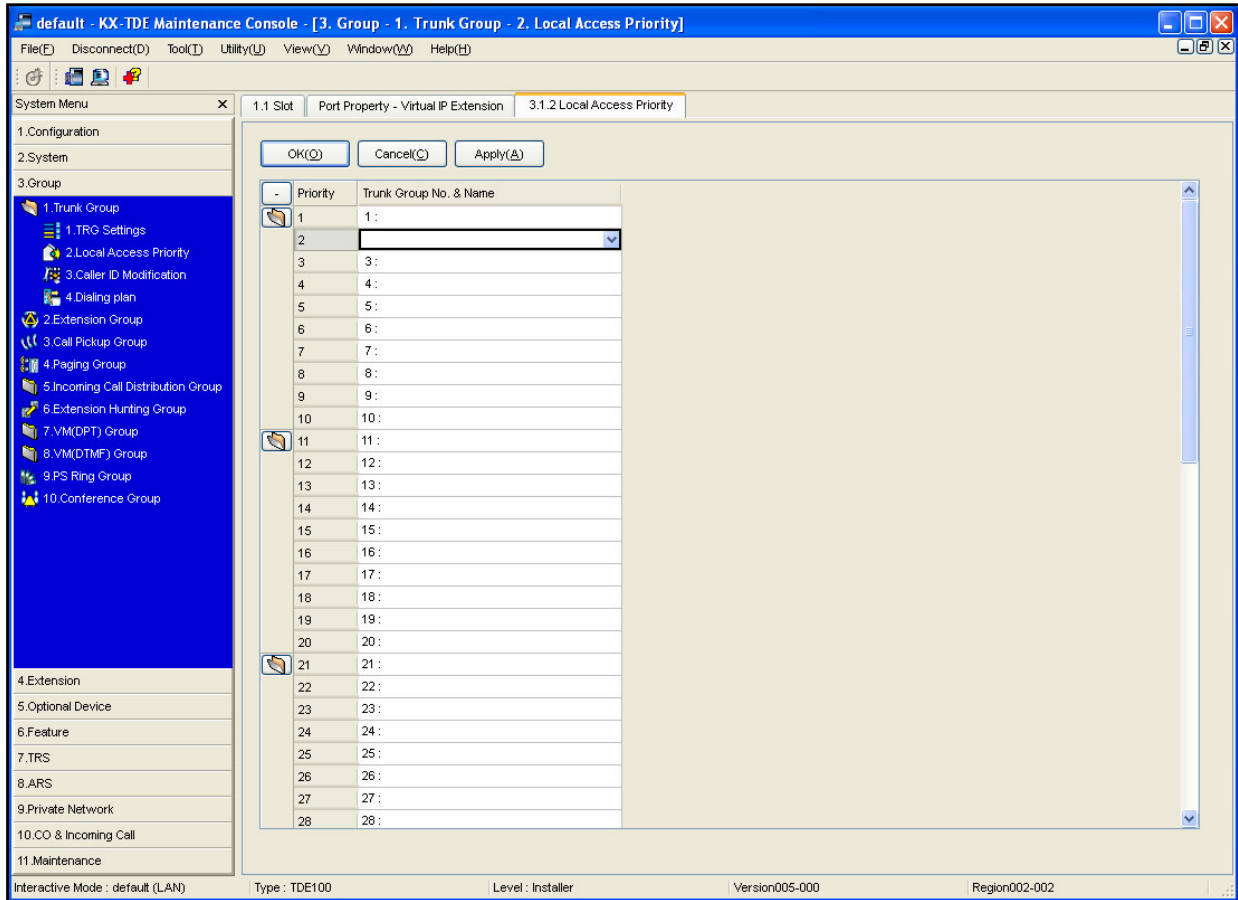 default - KX-TDE Maintenance Console - [3. Group - 1. Trunk Group - 2. Local Access Priority]
File(F) Disconnect(D) Tool(T) Utility(U) View(V) Window(W) Help(H)
System Menu x
1.1 Slot Port Property - Virtual IP Extension 3.1.2 Local Access Priority
1.Configuration
2.System
3.Group
1.Trunk Group
1.TRG Settings
2.Local Access Priority
3.Caller ID Modification
4.Dialing plan
2.Extension Group
3.Call Pickup Group
4.Paging Group
5.Incoming Call Distribution Group
6.Extension Hunting Group
7.VM(DPT) Group
8.VM(DTMF) Group
9.PS Ring Group
10.Conference Group
4.Extension
5.Optional Device
6.Feature
7.TRS
8.ARS
9.Private Network
10.CO & Incoming Call
11.Maintenance
OK(O) Cancel(C) Apply(A)
- Priority Trunk Group No. & Name
1 1 :
2
3 3 :
4 4 :
5 5 :
6 6 :
7 7 :
8 8 :
9 9 :
10 10 :
11 11 :
12 12 :
13 13 :
14 14 :
15 15 :
16 16 :
17 17 :
18 18 :
19 19 :
20 20 :
21 21 :
22 22 :
23 23 :
24 24 :
25 25 :
26 26 :
27 27 :
28 28 :
Interactive Mode : default (LAN) Type : TDE100 Level : Installer Version005-000 Region002-002